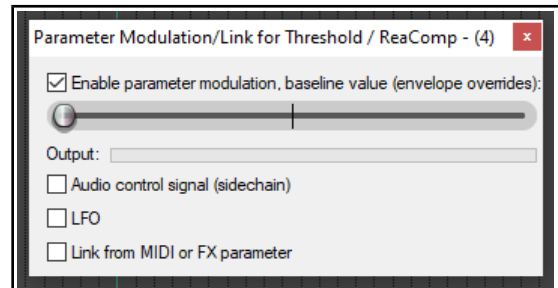 Parameter Modulation/Link for Threshold / ReaComp - (4)
Enable parameter modulation, baseline value (envelope overrides):
Output:
Audio control signal (sidechain)
LFO
Link from MIDI or FX parameter